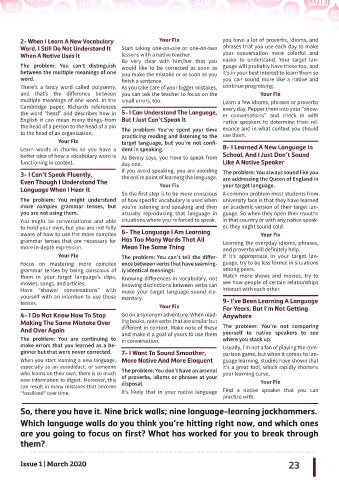 2- When I Learn A New Vocabulary
Word, I Still Do Not Understand It
When A Native Uses It
The problem: You can't distinguish
between the multiple meanings of one
word.
There's a fancy word called polysemy,
and that's the difference between
multiple meanings of one word. In the
Cambridge paper, Richards references
the word "head" and describes how in
English it can mean many things-from
the head of a person to the head of a pin
to the head of an organisation.
Your Fix
Learn words in chunks so you have a
better idea of how a vocabulary word is
functioning in context.
3- I Can't Speak Fluently,
Even Though I Understand The
Language When I Hear It
The problem: You might understand
more complex grammar tenses, but
you are not using them.
You might be conversational and able
to hold your own, but you are not fully
aware of how to use the more complex
grammar tenses that are necessary for
more in-depth expression.
Your Fix
Focus on mastering more complex
grammar tenses by being conscious of
them in your target language's clips,
movies, songs, and articles.
Have "shower conversations" with
yourself with an intention to use those
tenses.
4- I Do Not Know How To Stop
Making The Same Mistake Over
And Over Again
The problem: You are continuing to
make errors that you learned as a be-
ginner but that were never corrected.
When you start learning a new language,
especially as an autodidact, or someone
who learns on their own, there is so much
new information to digest. Moreover, this
can result in many mistakes that become
"fossilized" over time.
Your Fix
Start taking one-on-one or one-on-two
lessons with a native teacher.
Be very clear with him/her that you
would like to be corrected as soon as
you make the mistake or as soon as you
finish a sentence.
As you take care of your bigger mistakes,
you can ask the teacher to focus on the
small errors, too.
5- I Can Understand The Language,
But I Just Can't Speak It
The problem: You've spent your time
practicing reading and listening to the
target language, but you're not confi-
dent in speaking.
As Benny says, you have to speak from
day one.
If you avoid speaking, you are avoiding
the entire point of learning the language.
Your Fix
So the first step is to be more conscious
of how specific vocabulary is used when
you're listening and speaking and then
actually reproducing that language in
situations where you're forced to speak.
6- The Language I Am Learning
Has Too Many Words That All
Mean The Same Thing
The problem: You can't tell the differ-
ence between verbs that have seeming-
ly identical meanings.
Knowing differences in vocabulary, not
knowing distinctions between verbs can
make your target language sound ele-
mentary.
Your Fix
Go on a synonym adventure. When read-
ing books, note verbs that are similar but
different in context. Make note of these
and make it a goal of yours to use them
in conversation.
7- I Want To Sound Smoother,
More Native And More Eloquent
The problem: You don't have an arsenal
of proverbs, idioms or phrases at your
disposal.
It's likely that in your native language
you have a lot of proverbs, idioms, and
phrases that you use each day to make
your conversation more colorful and
easier to understand. Your target lan-
guage will probably have these too, and
it's in your best interest to learn them so
you can sound more like a native and
continue progressing.
Your Fix
Learn a few idioms, phrases or proverbs
every day. Pepper them into your "show-
er conversations" and check in with
native speakers to determine their rel-
evance and in what context you should
use them.
8- I Learned A New Language In
School, And I Just Don't Sound
Like A Native Speaker
The problem: You always sound like you
are addressing the Queen of England in
your target language.
A common problem most students from
university face is that they have learned
an academic version of their target lan-
guage. So when they open their mouths
in that country or with any native speak-
er, they might sound cold.
Your Fix
Learning the everyday idioms, phrases,
and proverbs will definitely help.
If it's appropriate in your target lan-
guage, try to be less formal in situations
among peers.
Watch more shows and movies, try to
see how people of certain relationships
interact with each other.
9- I've Been Learning A Language
For Years, But I'm Not Getting
Anywhere
The problem: You're not comparing
yourself to native speakers to see
where you stack up.
Usually, I'm not a fan of playing the com-
parison game, but when it comes to lan-
guage learning, studies have shown that
it's a great tool, which rapidly shortens
your learning curve.
Your Fix
Find a native speaker that you can
practice with.
So, there you have it. Nine brick walls; nine language-learning jackhammers.
Which language walls do you think you're hitting right now, and which ones
are you going to focus on first? What has worked for you to break through
them?
Issue 1 | March 2020
23